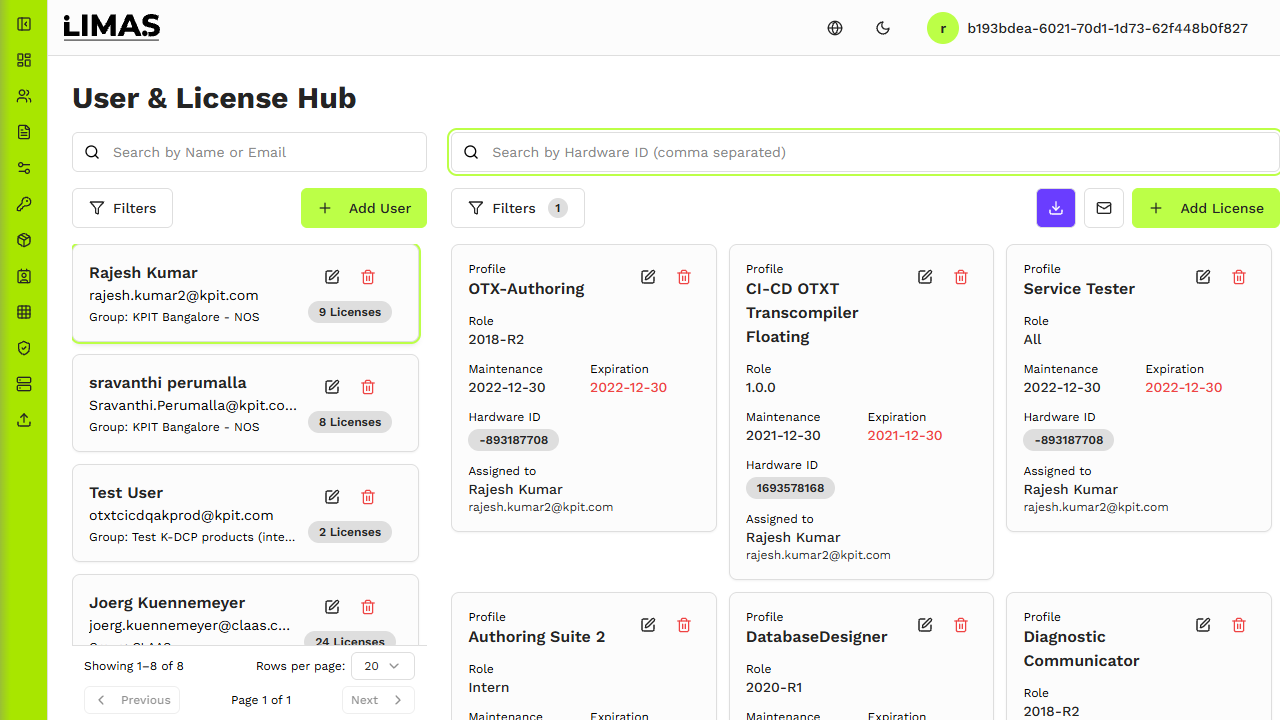 LIMAS
r
b193bdea-6021-70d1-1d73-62f448b0f827
User & License Hub
Search by Name or Email
Search by Hardware ID (comma separated)
Filters
Add User
Filters
1
Add License
Rajesh Kumar
rajesh.kumar2@kpit.com
Group: KPIT Bangalore - NOS
9 Licenses
sravanthi perumalla
Sravanthi.Perumalla@kpit.co...
Group: KPIT Bangalore - NOS
8 Licenses
Test User
otxtcicdqakprod@kpit.com
Group: Test K-DCP products (inte...
2 Licenses
Joerg Kuennemeyer
joerg.kuennemeyer@claas.c...
24 Licenses
Showing 1–8 of 8
Rows per page:
20
Previous
Page 1 of 1
Next
Profile
OTX-Authoring
Role
2018-R2
Maintenance
Expiration
2022-12-30
2022-12-30
Hardware ID
-893187708
Assigned to
Rajesh Kumar
rajesh.kumar2@kpit.com
Profile
CI-CD OTXT
Transcompiler
Floating
Role
1.0.0
Maintenance
Expiration
2021-12-30
2021-12-30
Hardware ID
1693578168
Assigned to
Rajesh Kumar
rajesh.kumar2@kpit.com
Profile
Service Tester
Role
All
Maintenance
Expiration
2022-12-30
2022-12-30
Hardware ID
-893187708
Assigned to
Rajesh Kumar
rajesh.kumar2@kpit.com
Profile
Authoring Suite 2
Role
Intern
Maintenance
Expiration
Profile
DatabaseDesigner
Role
2020-R1
Maintenance
Expiration
Profile
Diagnostic
Communicator
Role
2018-R2